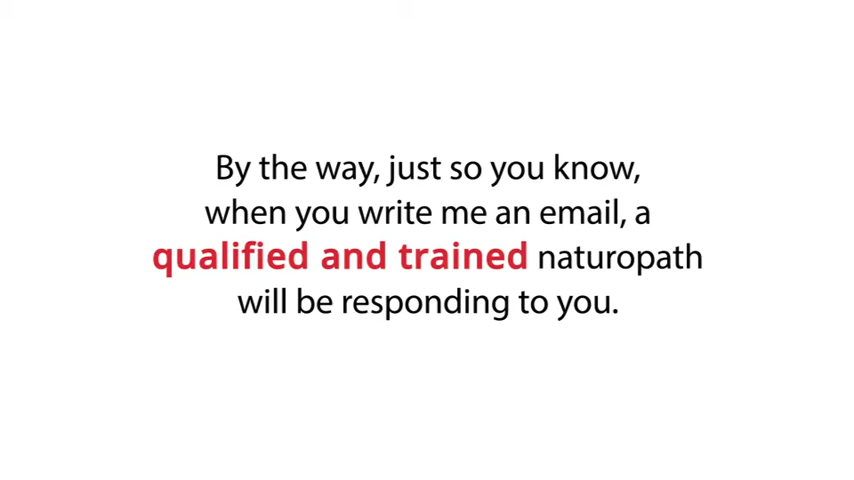 By the way, just so you know,
when you write me an email, a
qualified and trained naturopath
will be responding to you.